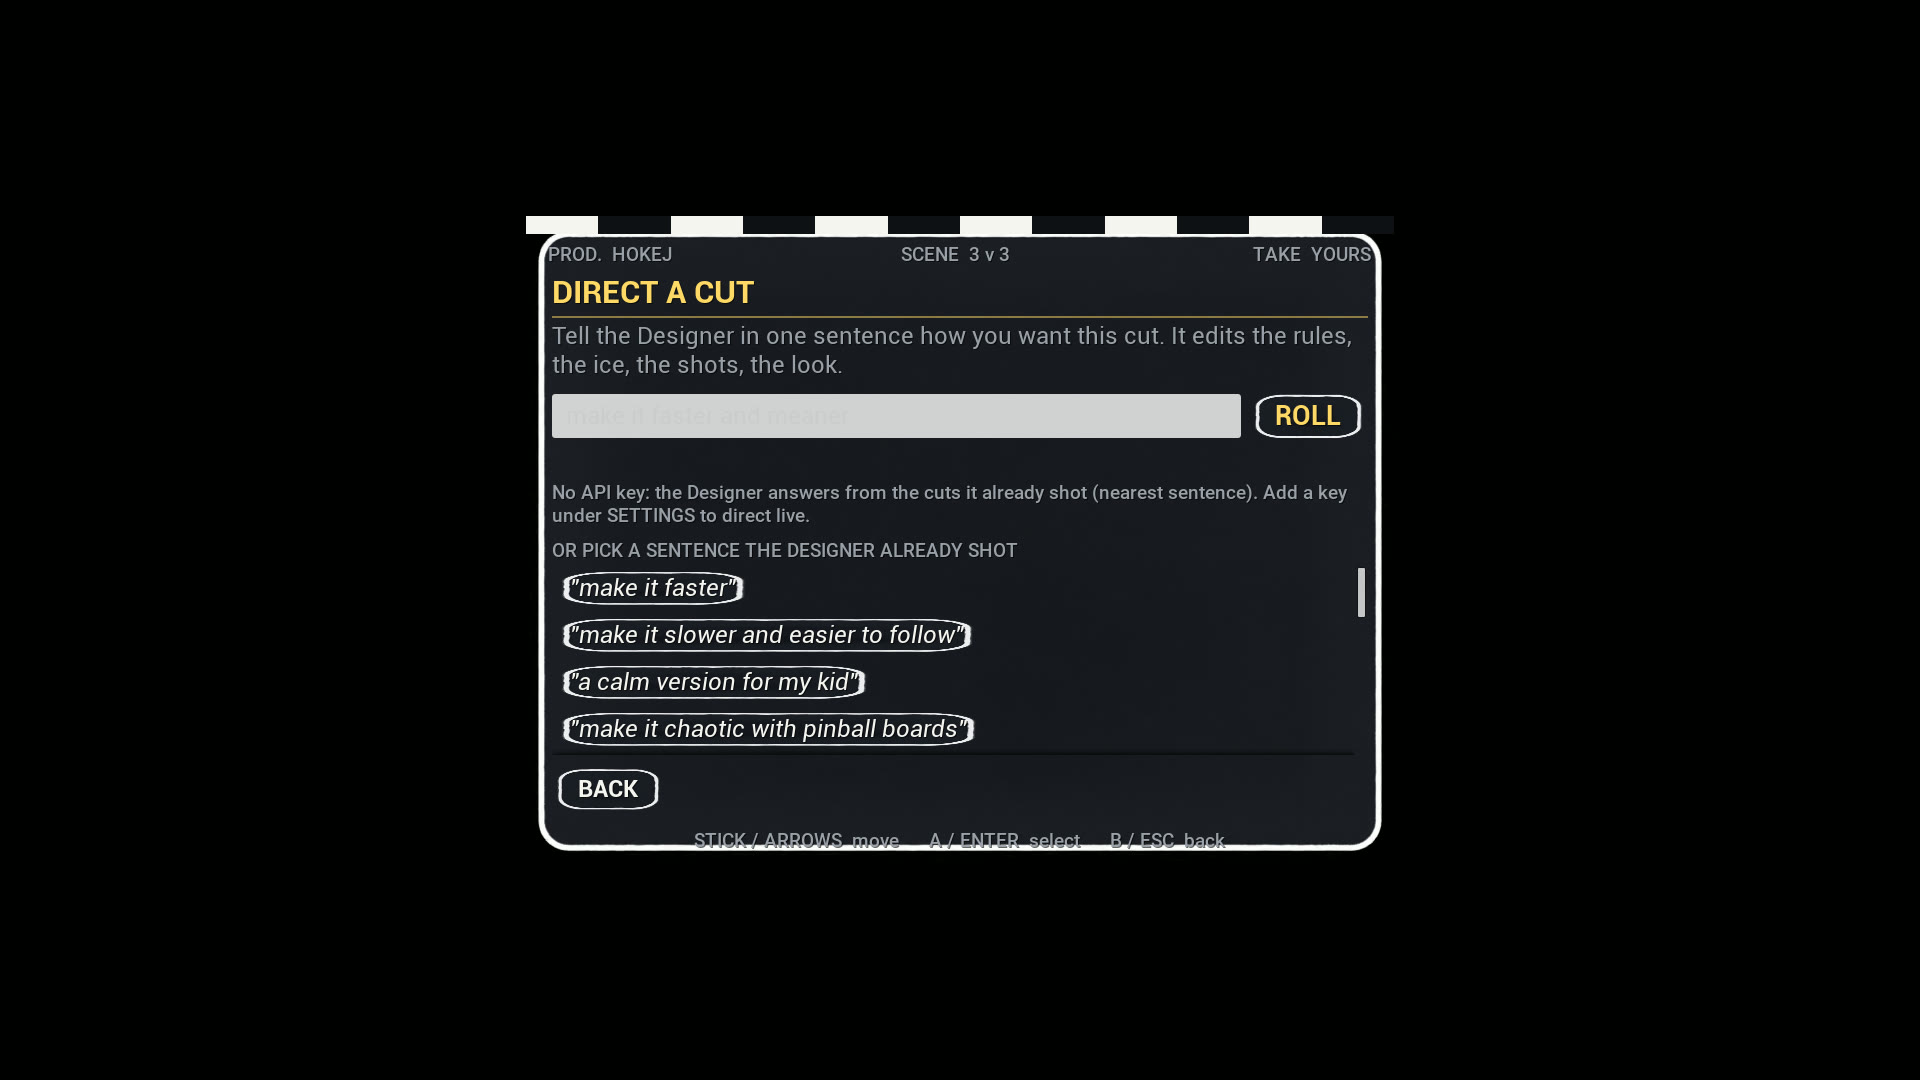 PROD. HOKEJ SCENE 3 v 3 TAKE YOURS
DIRECT A CUT
Tell the Designer in one sentence how you want this cut. It edits the rules,
the ice, the shots, the look.
make it faster and meaner
ROLL
No API key: the Designer answers from the cuts it already shot (nearest sentence). Add a key
under SETTINGS to direct live.
OR PICK A SENTENCE THE DESIGNER ALREADY SHOT
"make it faster"
"make it slower and easier to follow"
"a calm version for my kid"
"make it chaotic with pinball boards"
BACK
STICK / ARROWS move A / ENTER select B / ESC back